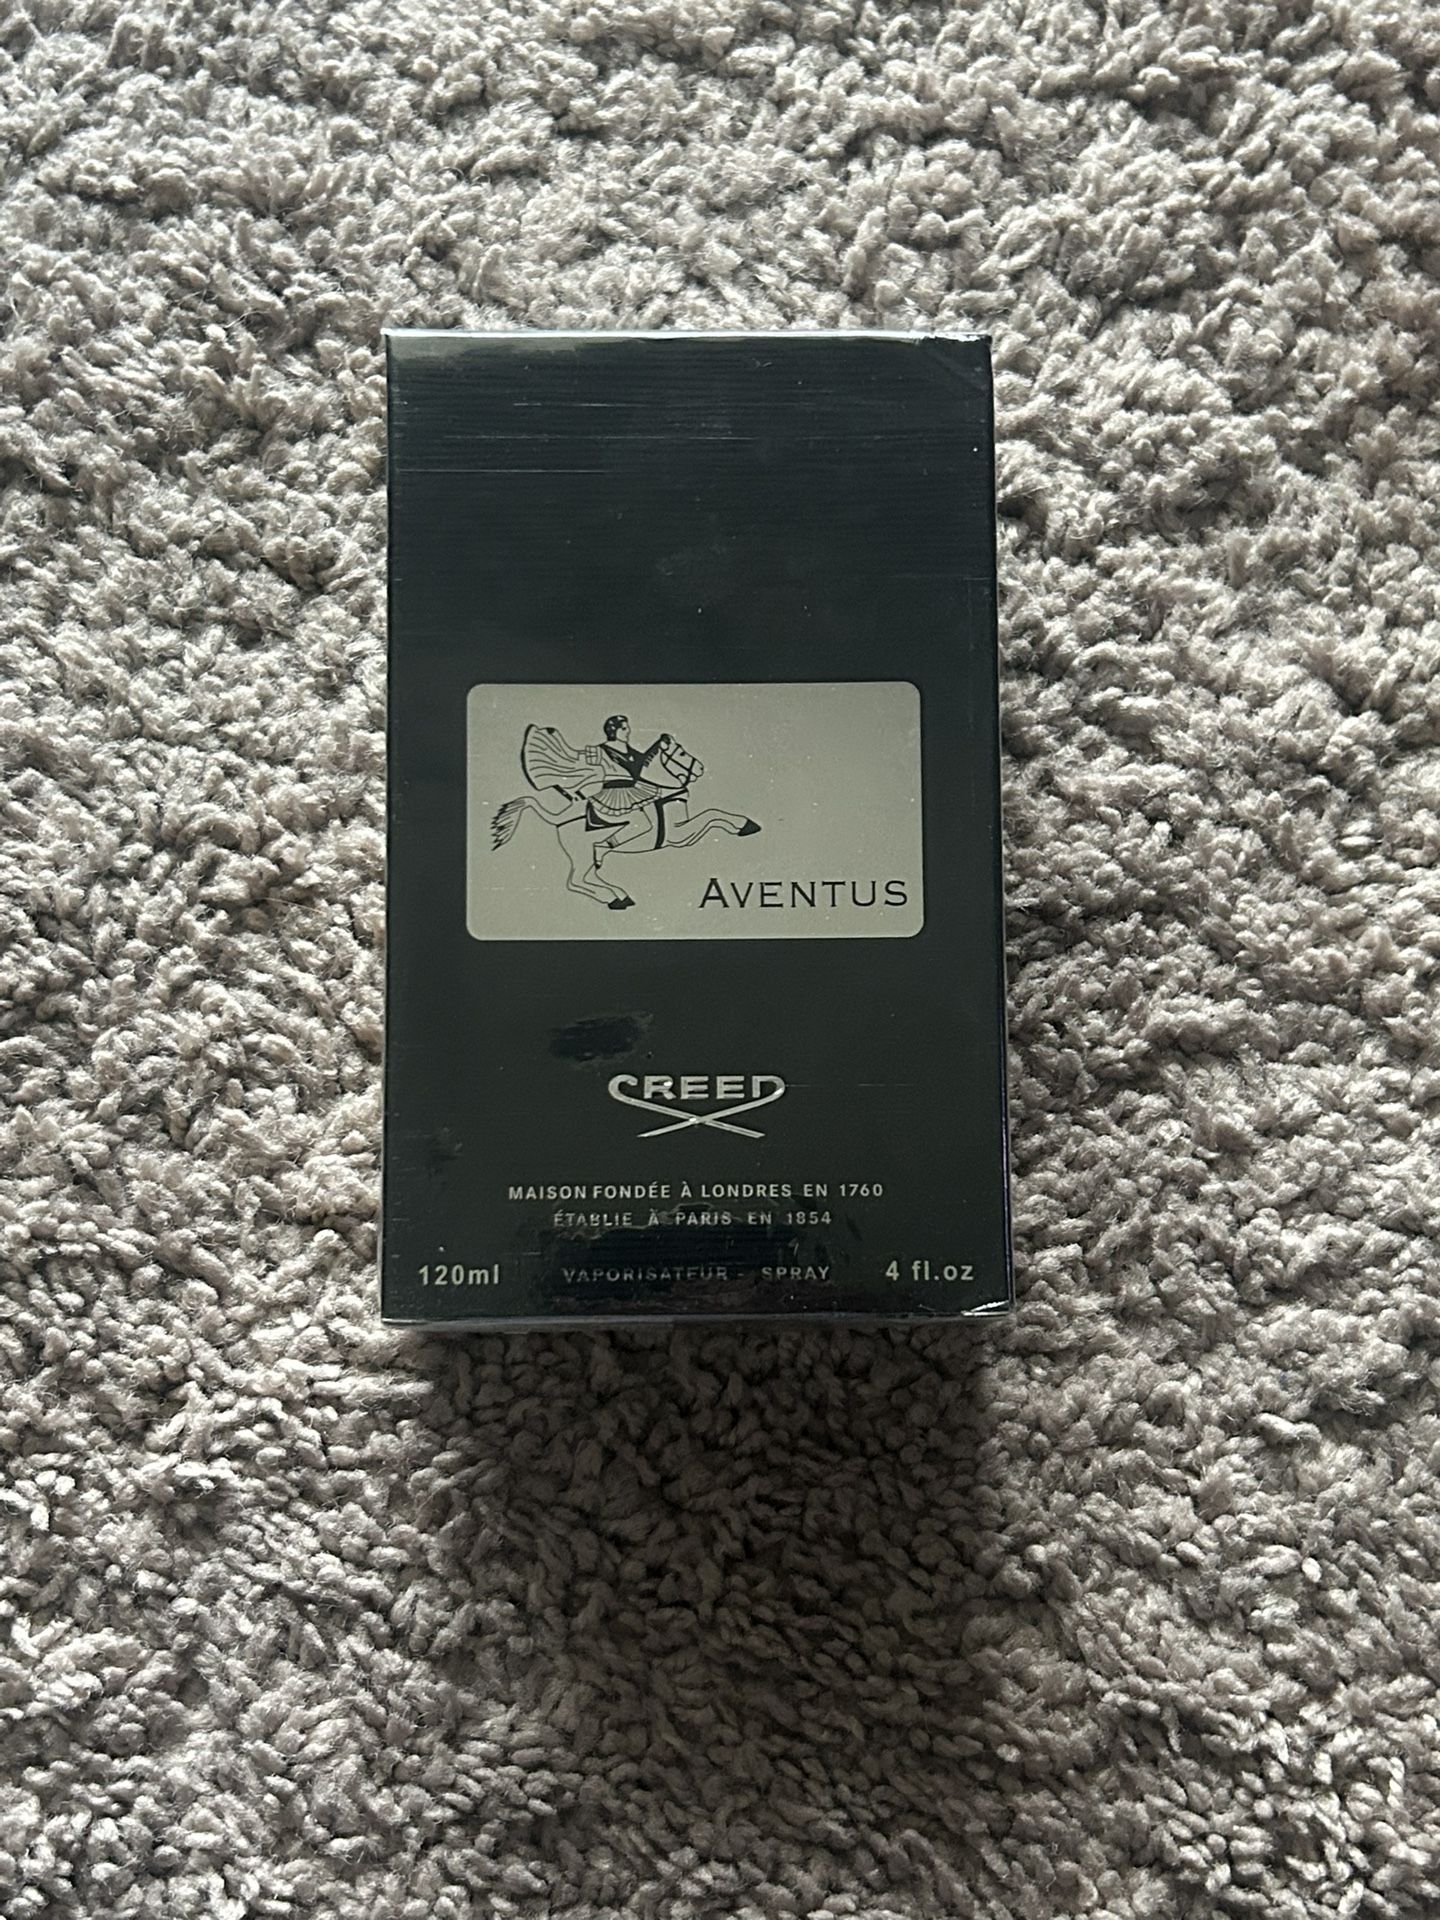 AVENTUS
CREED
MAISON FONDÉE À LONDRES EN 1760
ÉTABLIE À PARIS EN 1854
120ml VAPORISATEUR - SPRAY 4 fl.oz